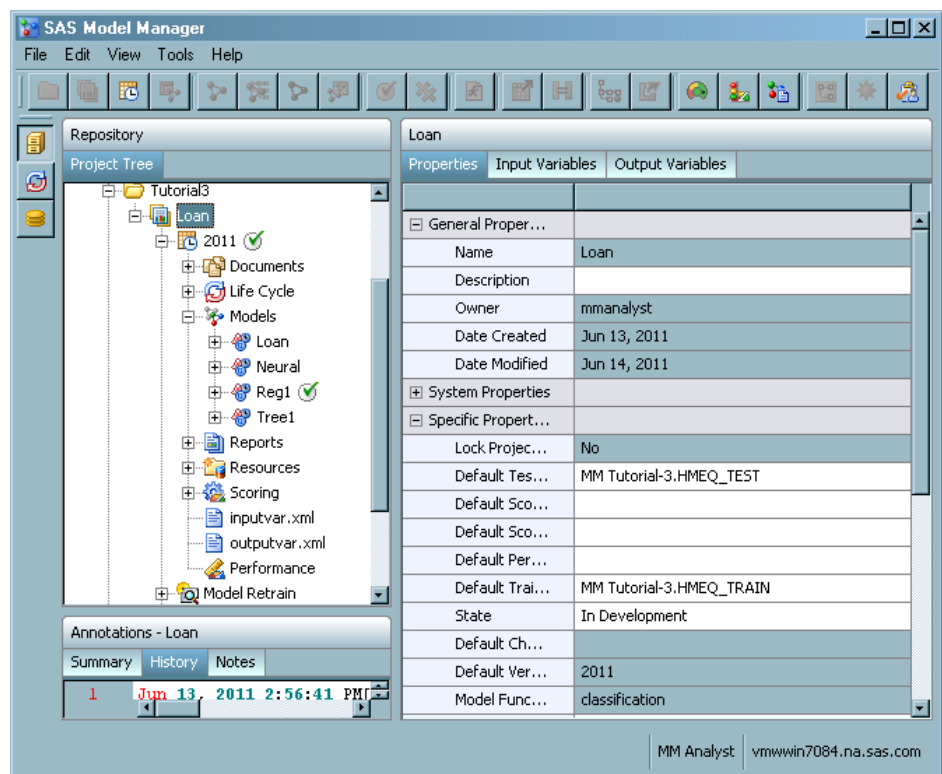 SAS Model Manager
File Edit View Tools Help
Repository
Project Tree
Tutorial3
Loan
2011
Documents
Life Cycle
Models
Loan
Neural
Reg1
Tree1
Reports
Resources
Scoring
inputvar.xml
outputvar.xml
Performance
Model Retrain
Annotations - Loan
Summary History Notes
1 Jun 13, 2011 2:56:41 PM
Loan
Properties Input Variables Output Variables
General Proper...
Name Loan
Description
Owner mmanalyst
Date Created Jun 13, 2011
Date Modified Jun 14, 2011
System Properties
Specific Propert...
Lock Projec... No
Default Tes... MM Tutorial-3.HMEQ_TEST
Default Sco...
Default Sco...
Default Per...
Default Trai... MM Tutorial-3.HMEQ_TRAIN
State In Development
Default Ch...
Default Ver... 2011
Model Func... classification
MM Analyst vmwwin7084.na.sas.com